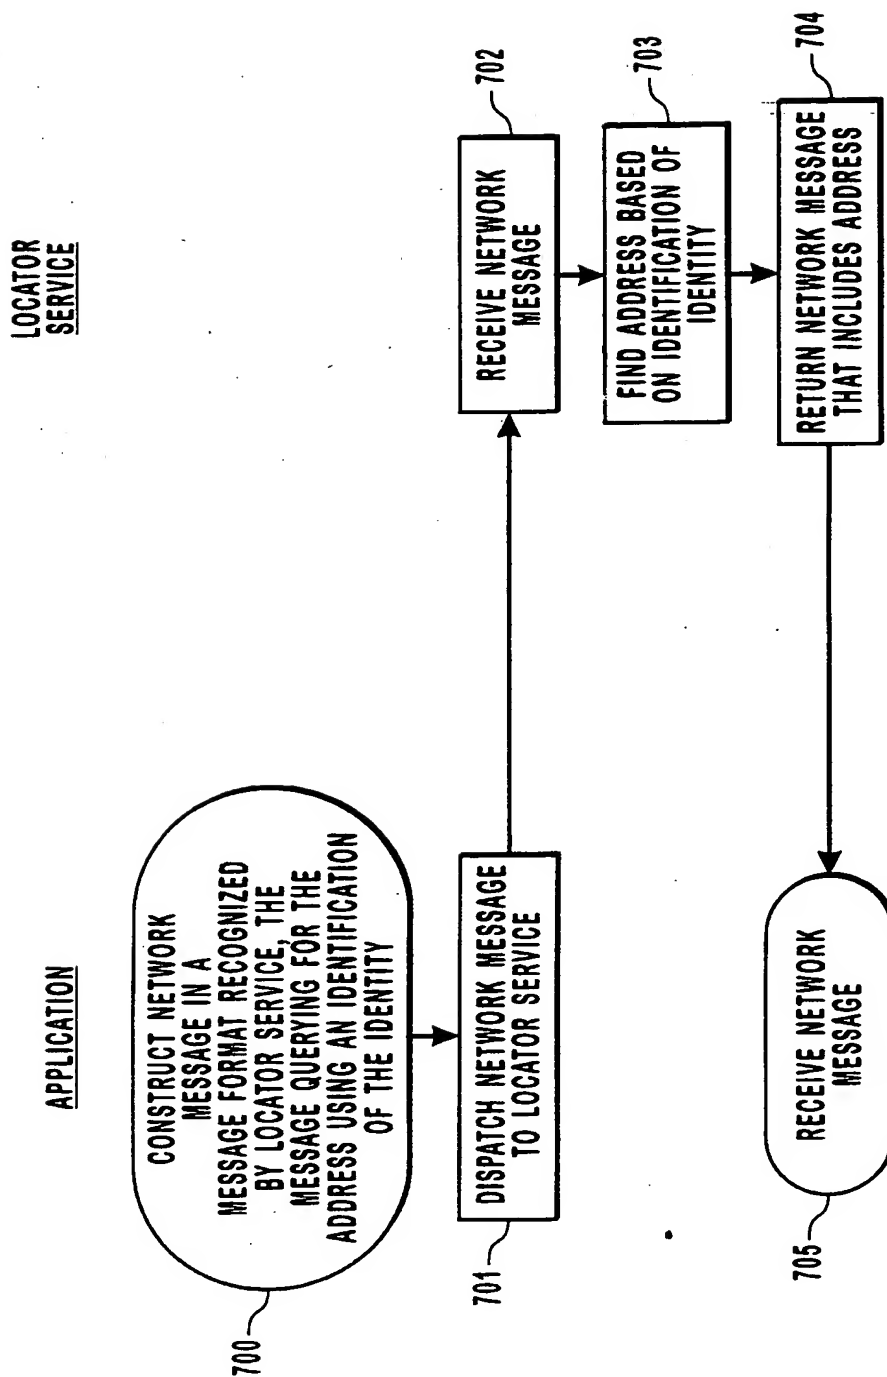 APPLICATION
LOCATOR
SERVICE
CONSTRUCT NETWORK
MESSAGE IN A
MESSAGE FORMAT RECOGNIZED
BY LOCATOR SERVICE, THE
MESSAGE QUERYING FOR THE
ADDRESS USING AN IDENTIFICATION
OF THE IDENTITY
700
DISPATCH NETWORK MESSAGE
TO LOCATOR SERVICE
701
RECEIVE NETWORK
MESSAGE
702
FIND ADDRESS BASED
ON IDENTIFICATION OF
IDENTITY
703
RETURN NETWORK MESSAGE
THAT INCLUDES ADDRESS
704
RECEIVE NETWORK
MESSAGE
705